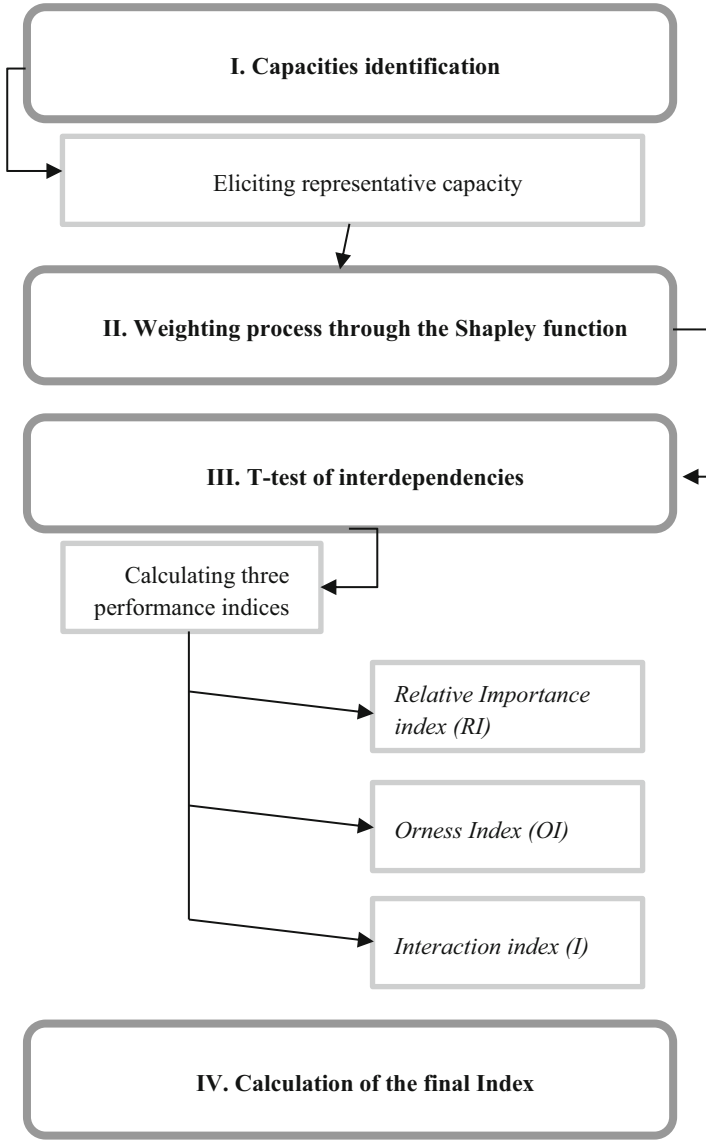 I. Capacities identification
Eliciting representative capacity
II. Weighting process through the Shapley function
III. T-test of interdependencies
Calculating three
performance indices
Relative Importance
index (RI)
Orness Index (OI)
Interaction index (I)
IV. Calculation of the final Index